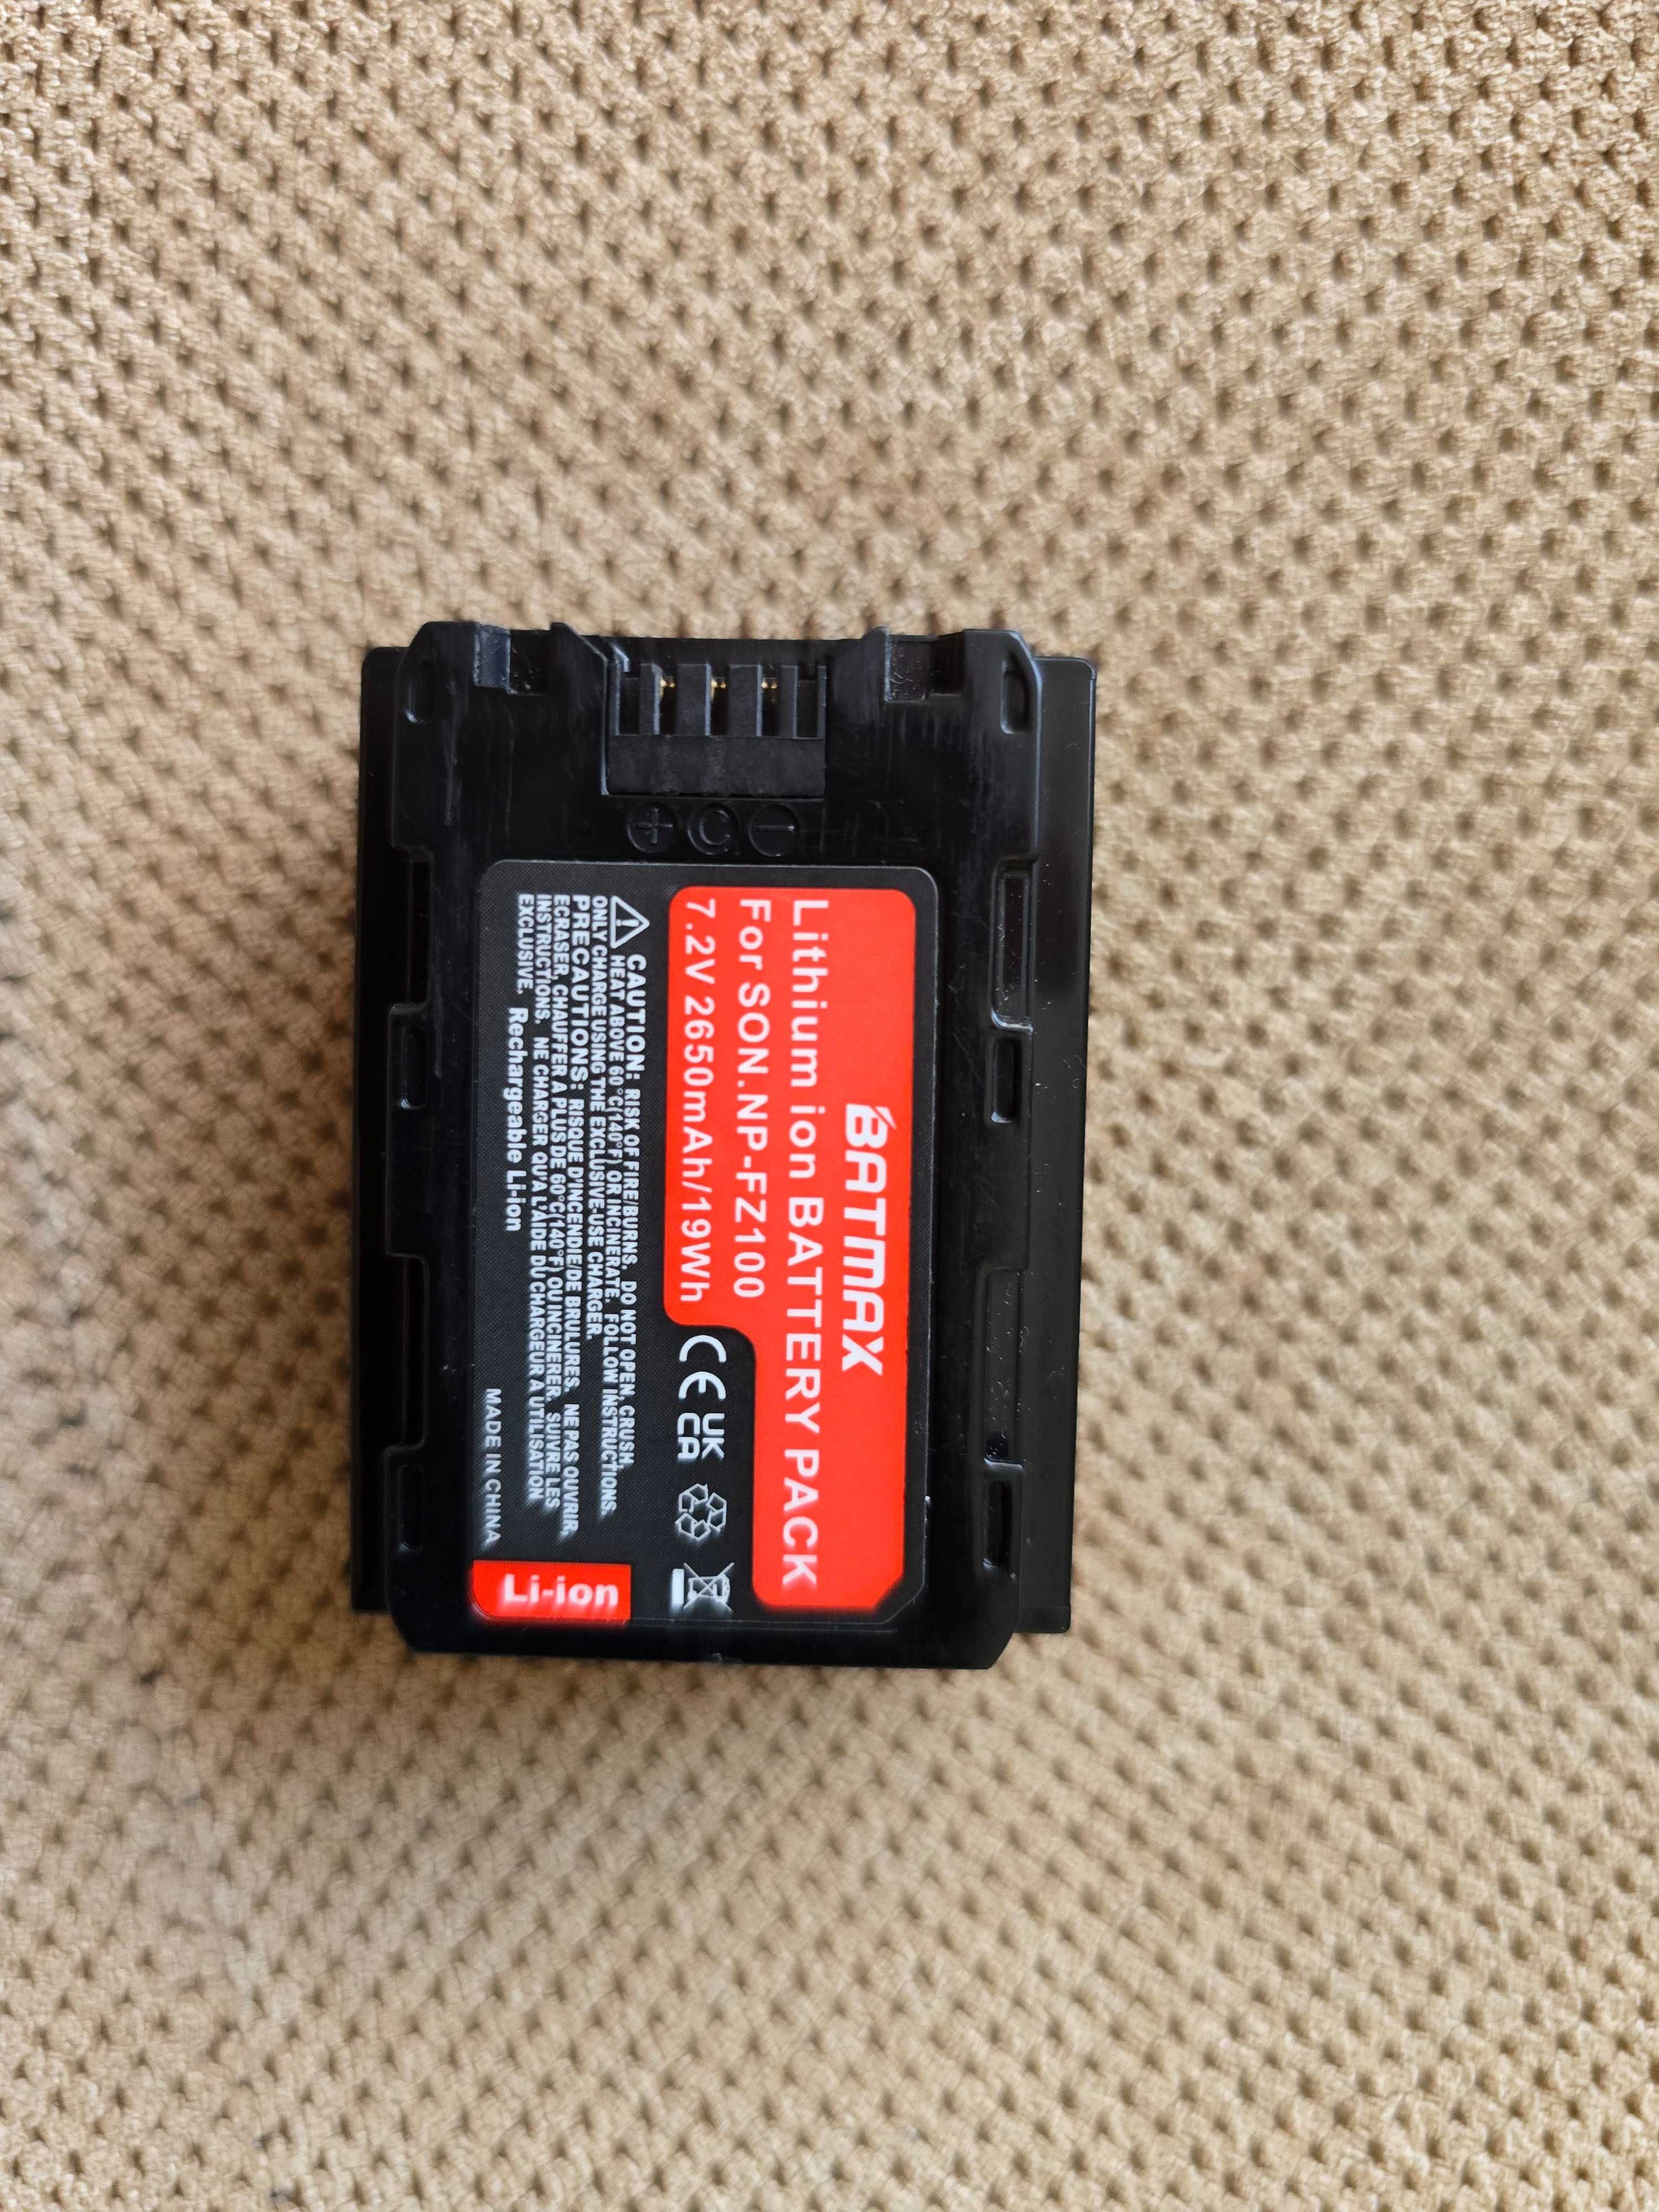 BATMAX
Lithium ion BATTERY PACK
For SON.NP-FZ100
7.2V 2650mAh/19Wh
CE UK CA
CAUTION: RISK OF FIRE/BURNS. DO NOT OPEN, CRUSH,
HEAT ABOVE 60°C(140°F) OR INCINERATE. FOLLOW INSTRUCTIONS.
ONLY CHARGE USING THE EXCLUSIVE-USE CHARGER.
PRECAUTIONS: RISQUE D'INCENDIE/DE BRULURES. NE PAS OUVRIR,
ECRASER, CHAUFFER A PLUS DE 60°C(140°F) OU INCINERER. SUIVRE LES
INSTRUCTIONS. NE CHARGER QU'A L'AIDE DU CHARGEUR A UTILISATION
EXCLUSIVE. Rechargeable Li-ion
MADE IN CHINA
Li-ion
+ C −